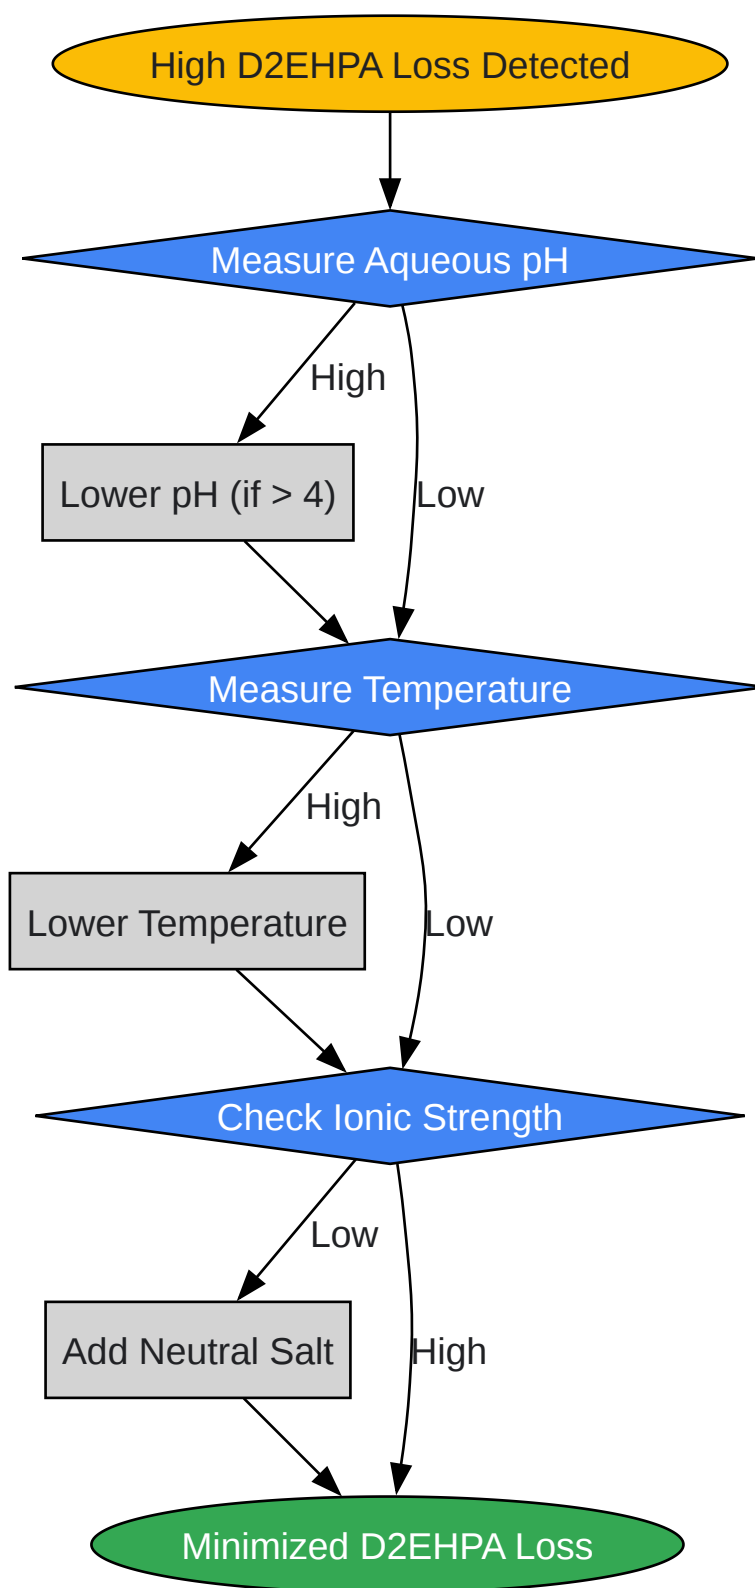 High D2EHPA Loss Detected
Measure Aqueous pH
High
Lower pH (if > 4)
Low
Measure Temperature
High
Lower Temperature
Low
Check Ionic Strength
Low
Add Neutral Salt
High
Minimized D2EHPA Loss